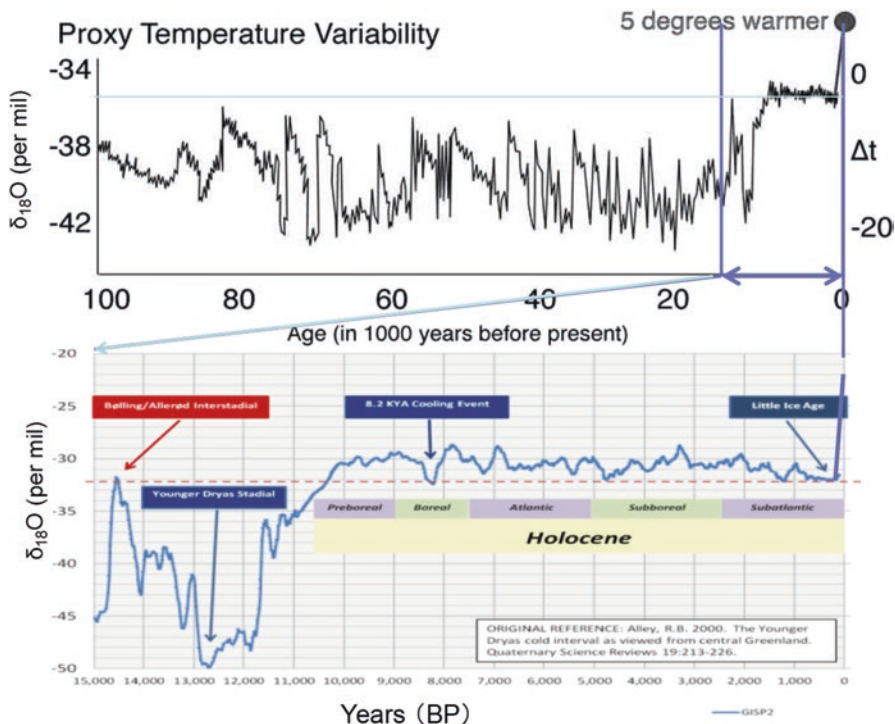 5 degrees warmer
Proxy Temperature Variability
-34
0
-38
Δt
-42
-20
δ18O (per mil)
100
80
60
40
20
0
Age (in 1000 years before present)
-20
Bølling/Allerød Interstadial
8.2 KYA Cooling Event
Little Ice Age
-25
-30
Younger Dryas Stadial
-35
Preboreal
Boreal
Atlantic
Subboreal
Subatlantic
Holocene
-40
-45
-50
δ18O (per mil)
ORIGINAL REFERENCE: Alley, R.B. 2000. The Younger
Dryas cold interval as viewed from central Greenland.
Quaternary Science Reviews 19:213-226.
15,000
14,000
13,000
12,000
11,000
10,000
9,000
8,000
7,000
6,000
5,000
4,000
3,000
2,000
1,000
0
Years (BP)
GISP2